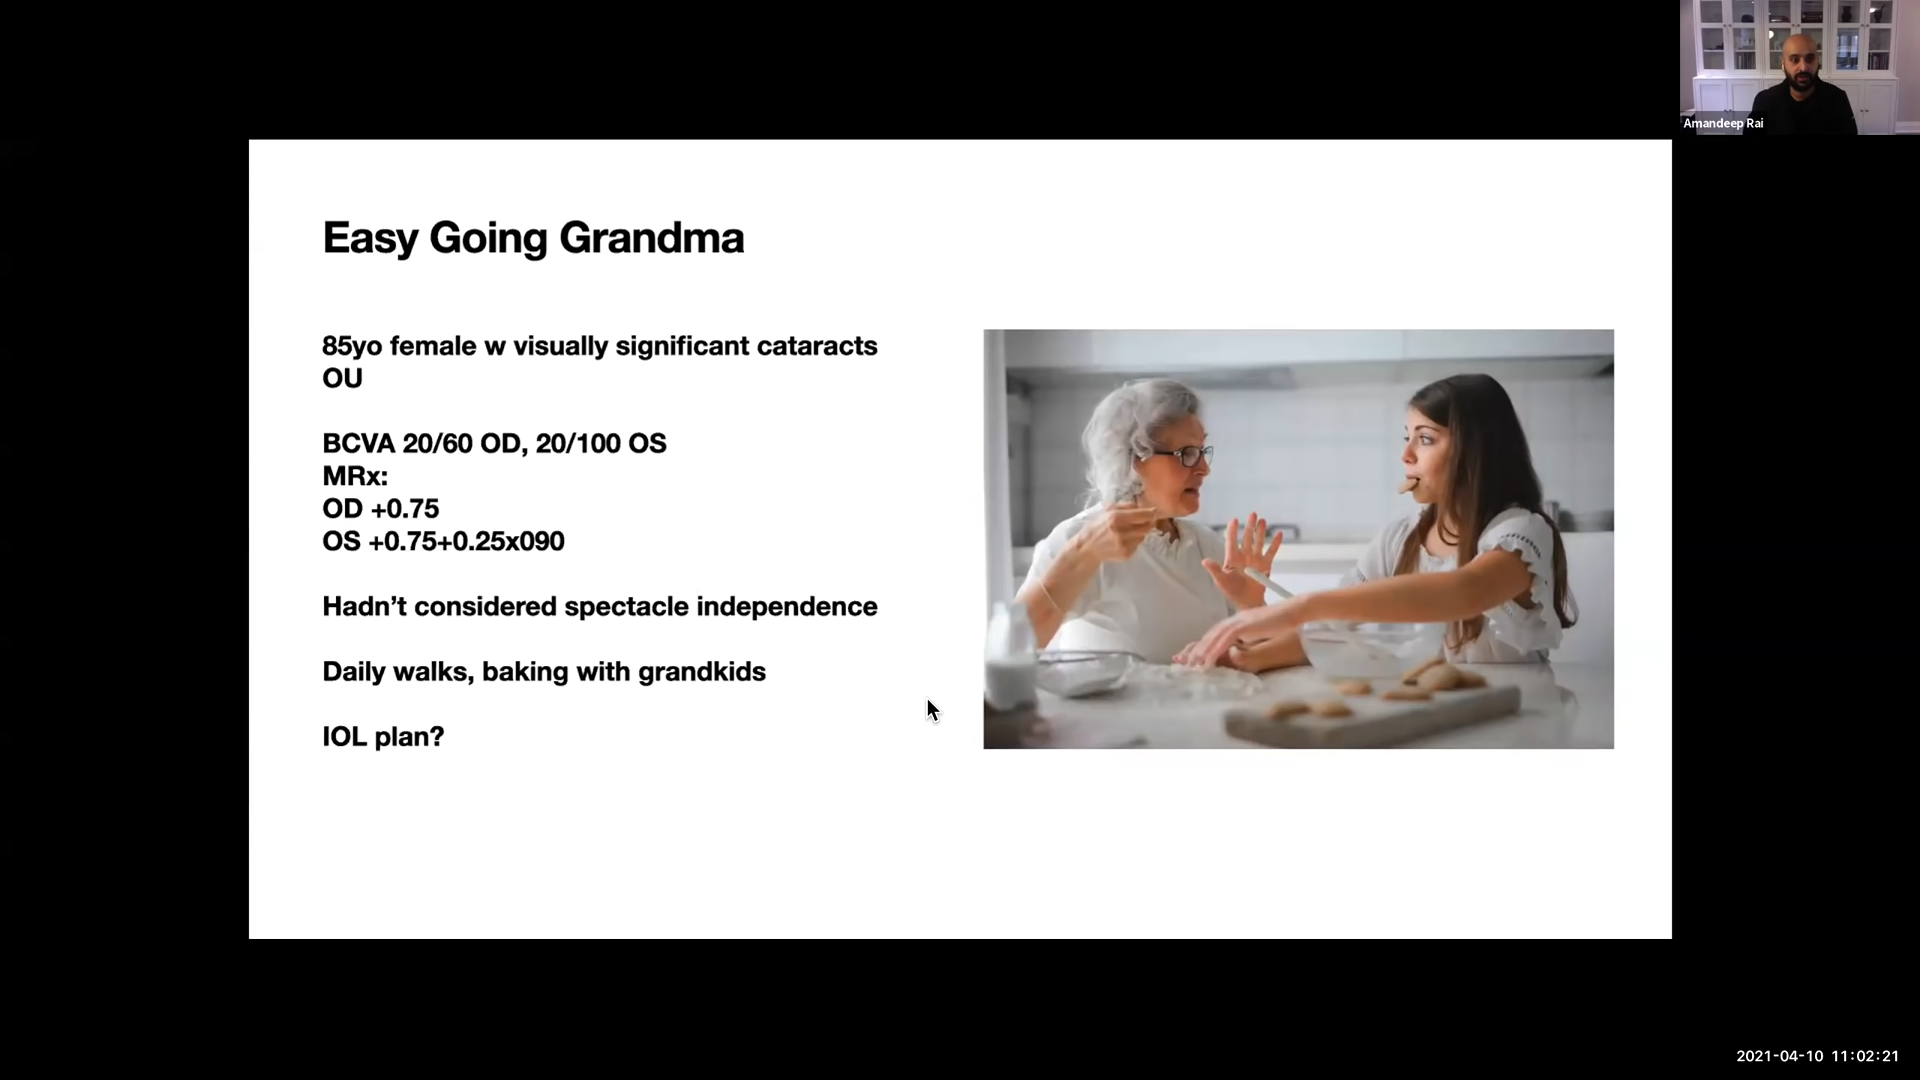 Amandeep Rai
Easy Going Grandma
85yo female w visually significant cataracts
OU
BCVA 20/60 OD, 20/100 OS
MRx:
OD +0.75
OS +0.75+0.25x090
Hadn’t considered spectacle independence
Daily walks, baking with grandkids
IOL plan?
2021-04-10 11:02:21